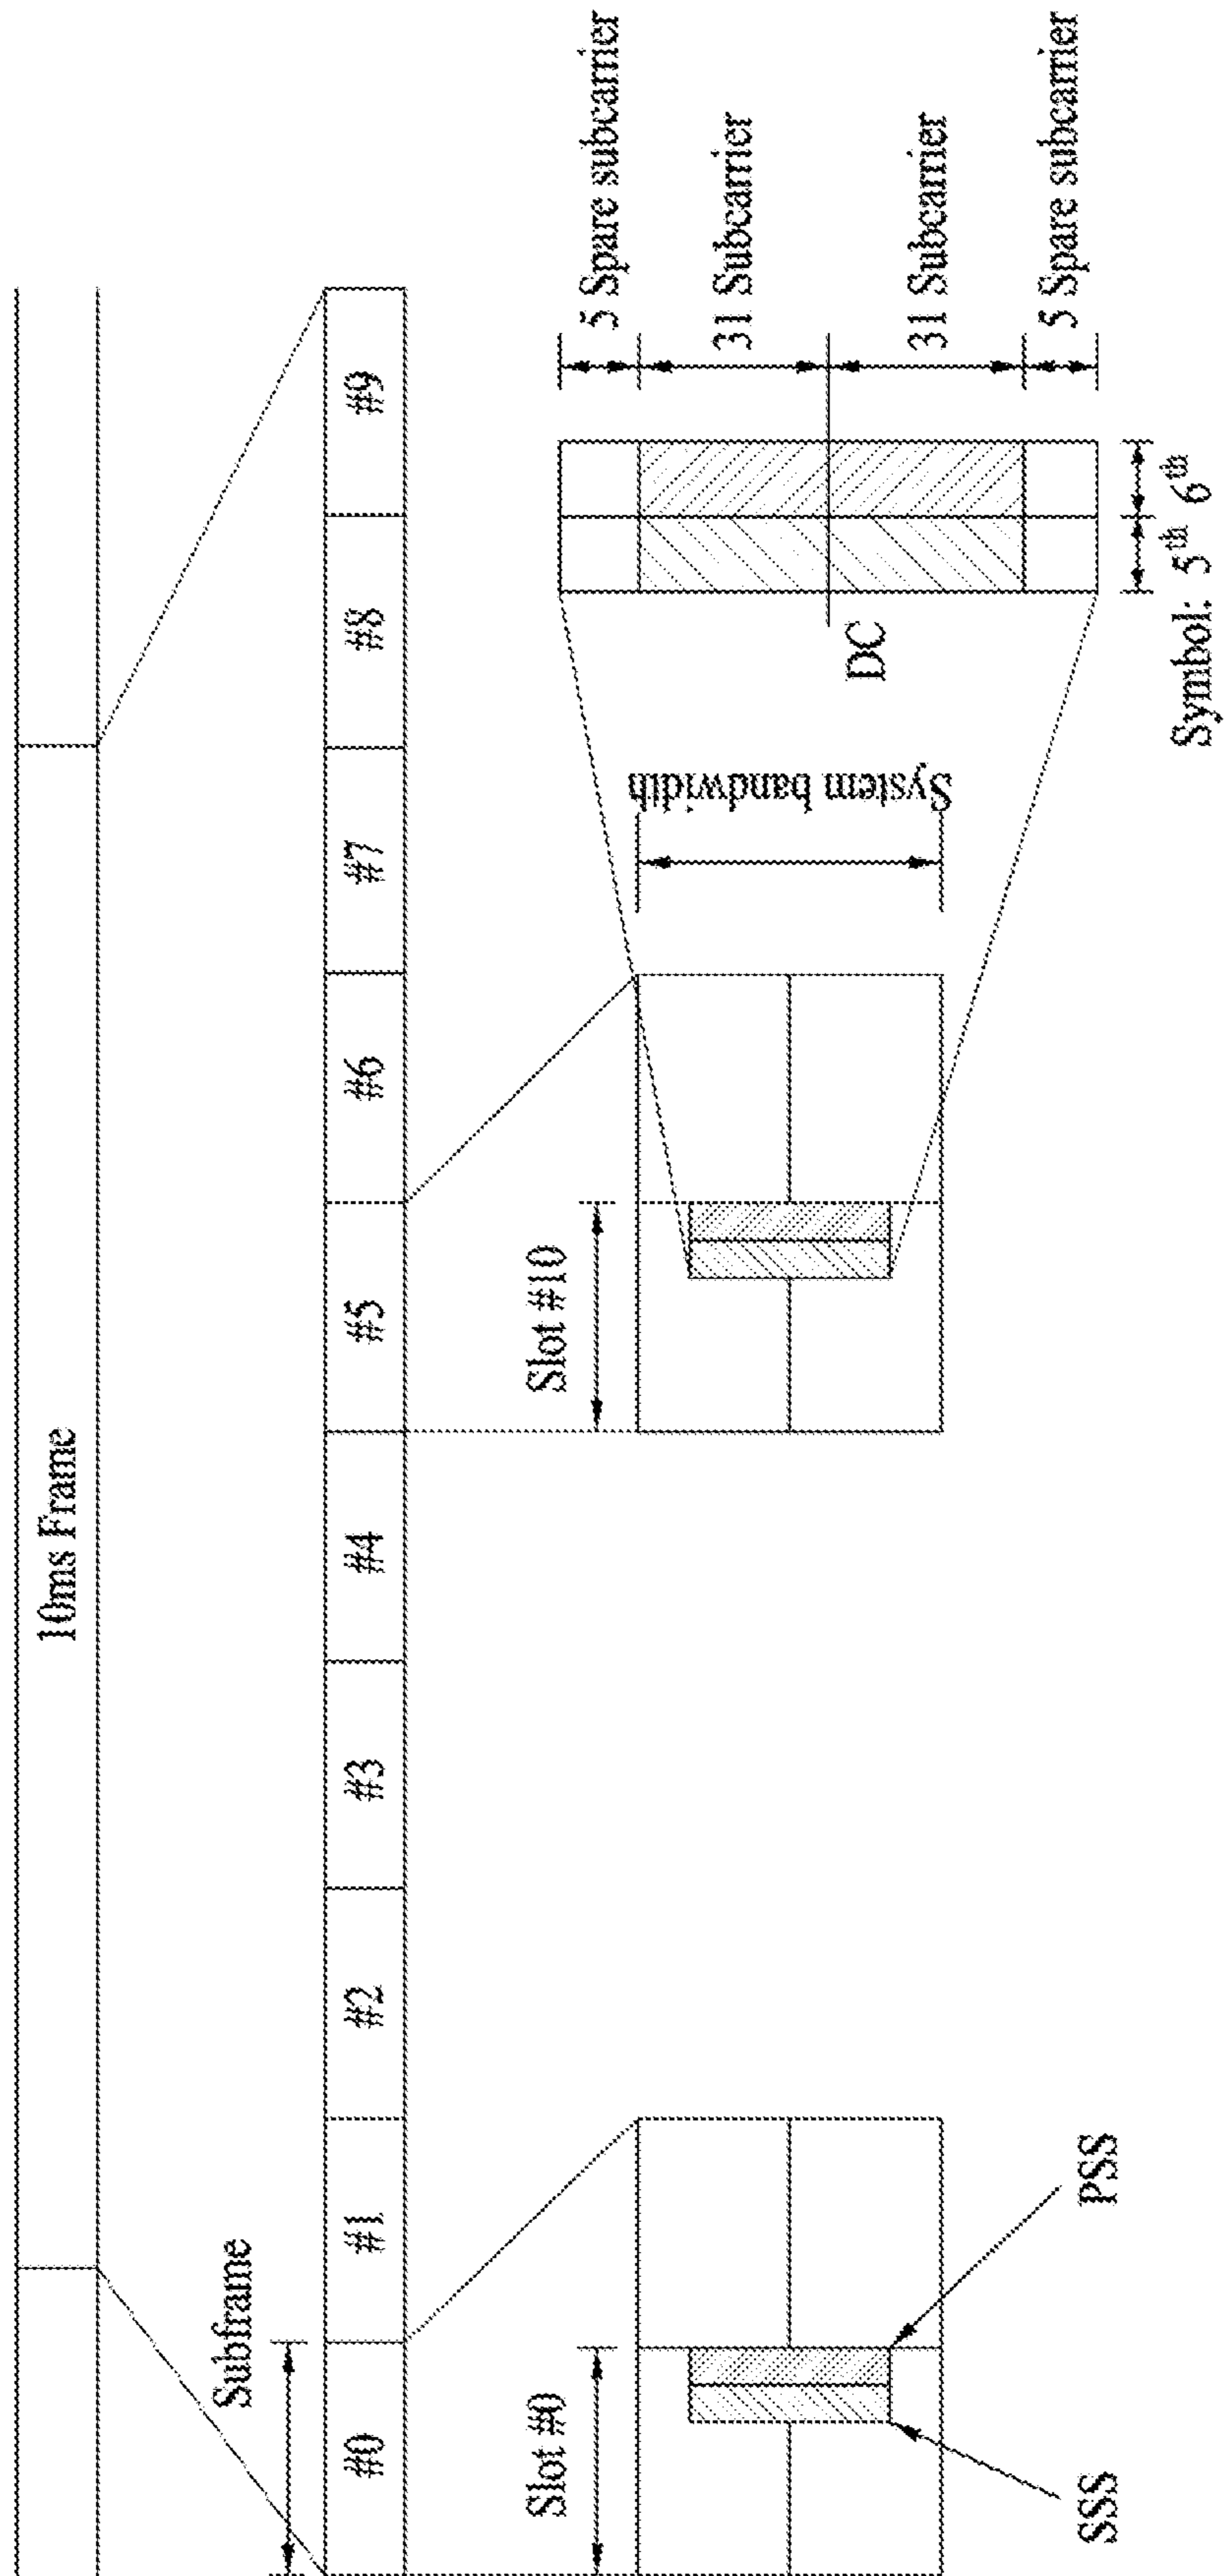 10ms Frame
Subframe
#0 #1 #2 #3 #4 #5 #6 #7 #8 #9
Slot #0
Slot #10
System bandwidth
SSS
PSS
DC
5 Spare subcarrier
31 Subcarrier
31 Subcarrier
5 Spare subcarrier
Symbol: 5th 6th